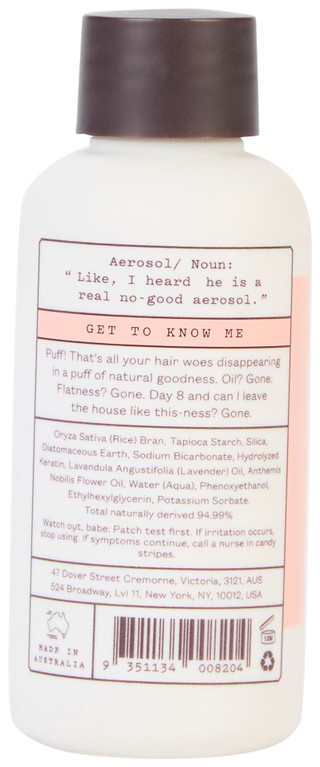 Aerosol/ Noun:
“Like, I heard he is a
real no-good aerosol.”
GET TO KNOW ME
Puff! That's all your hair woes disappearing
in a puff of natural goodness. Oil? Gone.
Flatness? Gone. Day 8 and can I leave
the house like this-ness? Gone.
Oryza Sativa (Rice) Bran, Tapioca Starch, Silica,
Diatomaceous Earth, Sodium Bicarbonate, Hydrolyzed
Keratin, Lavandula Angustifolia (Lavender) Oil, Anthemis
Nobilis Flower Oil, Water (Aqua), Phenoxyethanol,
Ethylhexylglycerin, Potassium Sorbate.
Total naturally derived 94.99%.
Watch out, babe: Patch test first. If irritation occurs,
stop using. If symptoms continue, call a nurse in candy
stripes.
47 Dover Street Cremorne, Victoria, 3121, AUS
524 Broadway, Lvl 11, New York, NY, 10012, USA
MADE IN
AUSTRALIA
9 351134 008204
12M